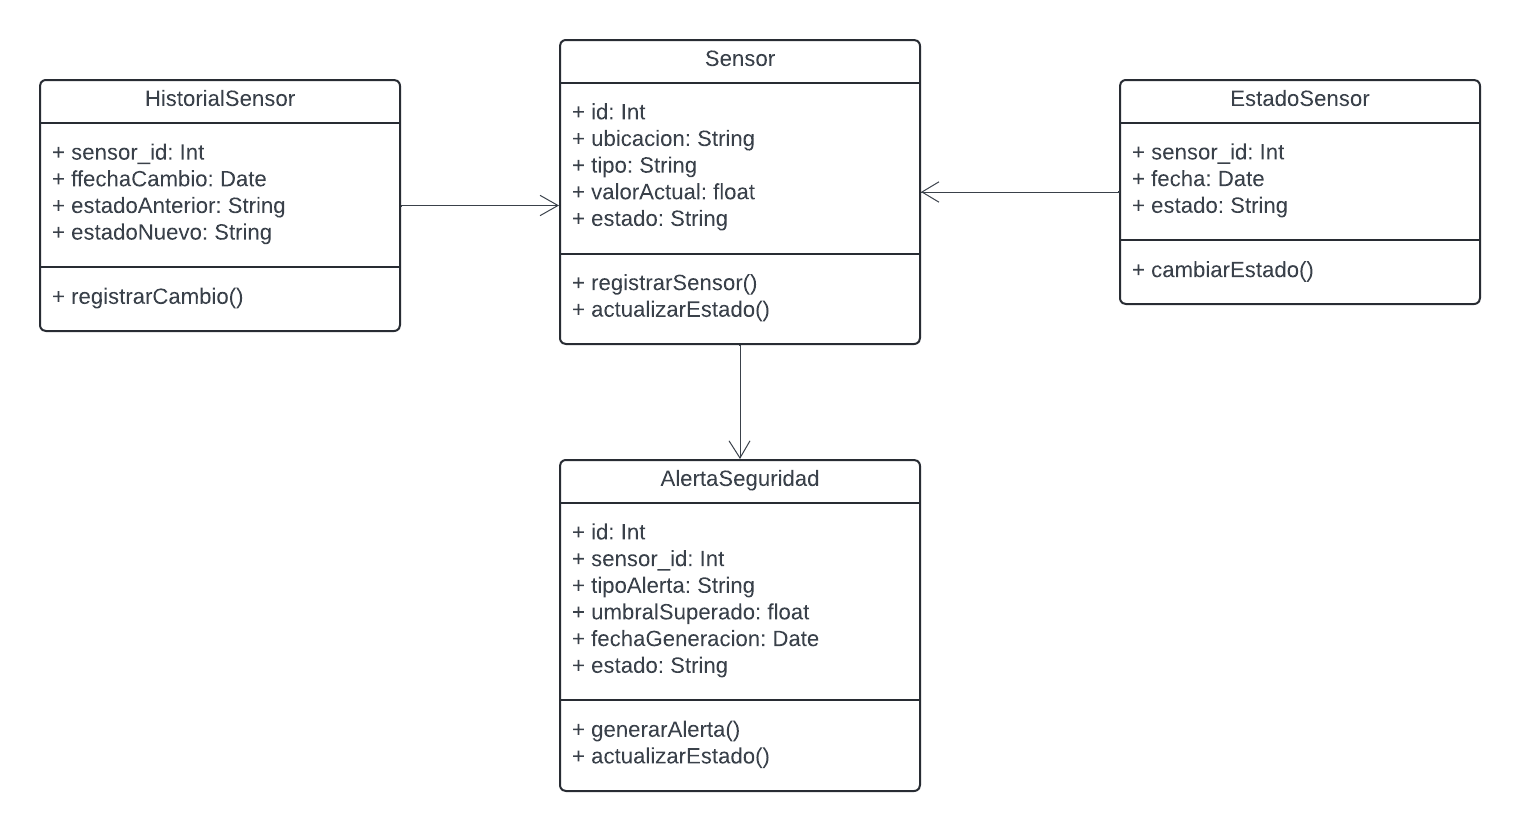 HistorialSensor
+ sensor_id: Int
+ ffechaCambio: Date
+ estadoAnterior: String
+ estadoNuevo: String
+ registrarCambio()
Sensor
+ id: Int
+ ubicacion: String
+ tipo: String
+ valorActual: float
+ estado: String
+ registrarSensor()
+ actualizarEstado()
EstadoSensor
+ sensor_id: Int
+ fecha: Date
+ estado: String
+ cambiarEstado()
AlertaSeguridad
+ id: Int
+ sensor_id: Int
+ tipoAlerta: String
+ umbralSuperado: float
+ fechaGeneracion: Date
+ estado: String
+ generarAlerta()
+ actualizarEstado()